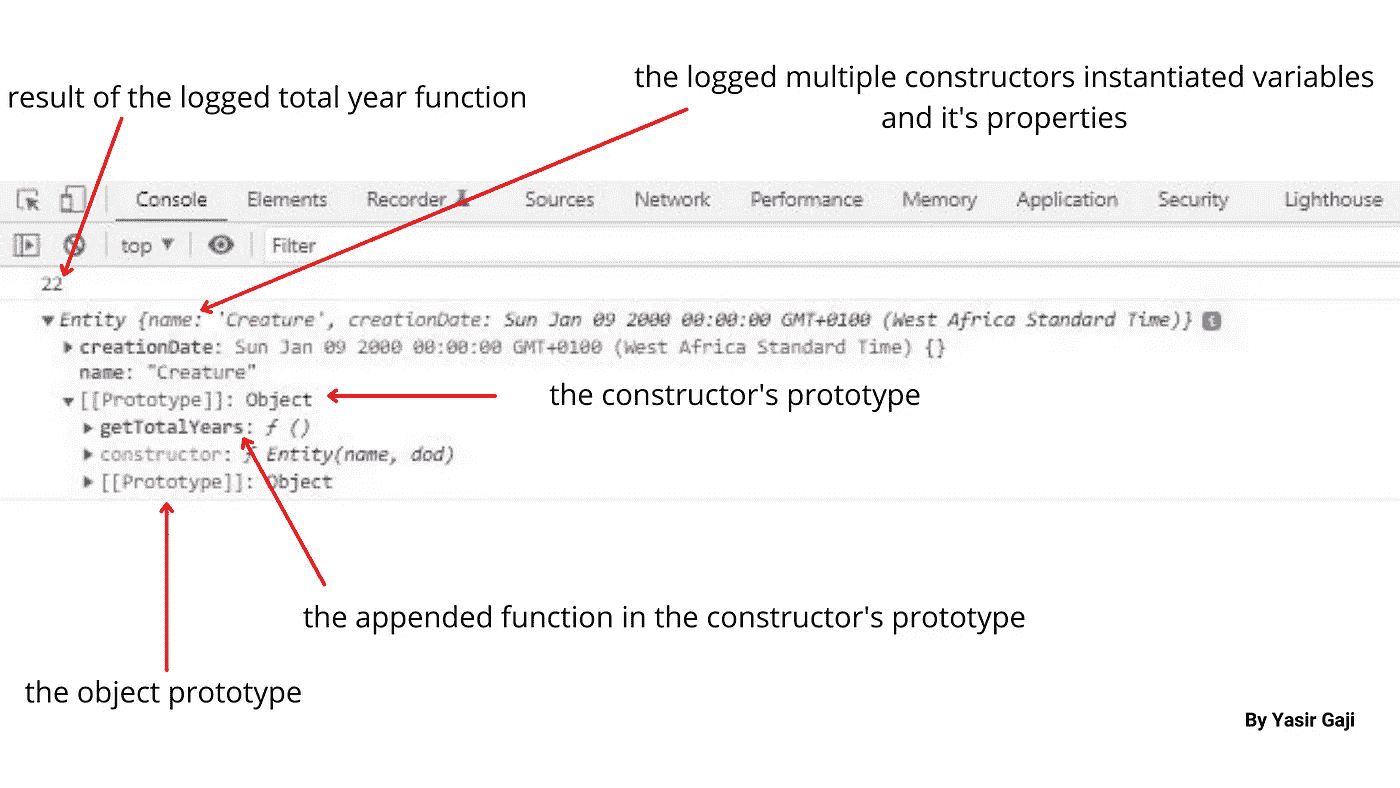 the logged multiple constructors instantiated variables
and it's properties
result of the logged total year function
Console Elements Recorder Sources Network Performance Memory Application Security Lighthouse
top Filter
22
Entity {name: 'Creature', creationDate: Sun Jan 09 2000 00:00:00 GMT+0100 (West Africa Standard Time)} i
creationDate: Sun Jan 09 2000 00:00:00 GMT+0100 (West Africa Standard Time) {}
name: "Creature"
[[Prototype]]: Object
the constructor's prototype
getTotalYears: ƒ ()
constructor: ƒ Entity(name, dod)
[[Prototype]]: Object
the appended function in the constructor's prototype
the object prototype
By Yasir Gaji